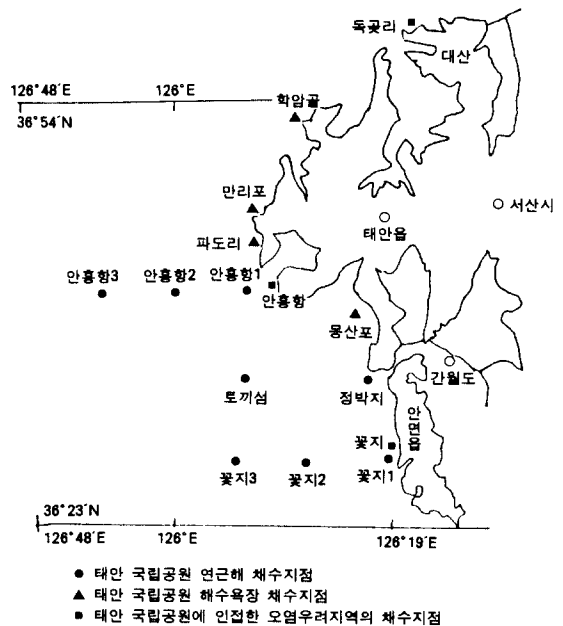 독곶리
대산
126°48´E
126°E
36°54´N
학암골
만리포
서산시
태안읍
파도리
안흥항3
안흥항2
안흥항1
안흥항
몽산포
간월도
토끼섬
정박지
안면읍
꽃지
꽃지3
꽃지2
꽃지1
36°23´N
126°48´E
126°E
126°19´E
● 태안 국립공원 연근해 채수지점
▲ 태안 국립공원 해수욕장 채수지점
■ 태안 국립공원에 인접한 오염우려지역의 채수지점